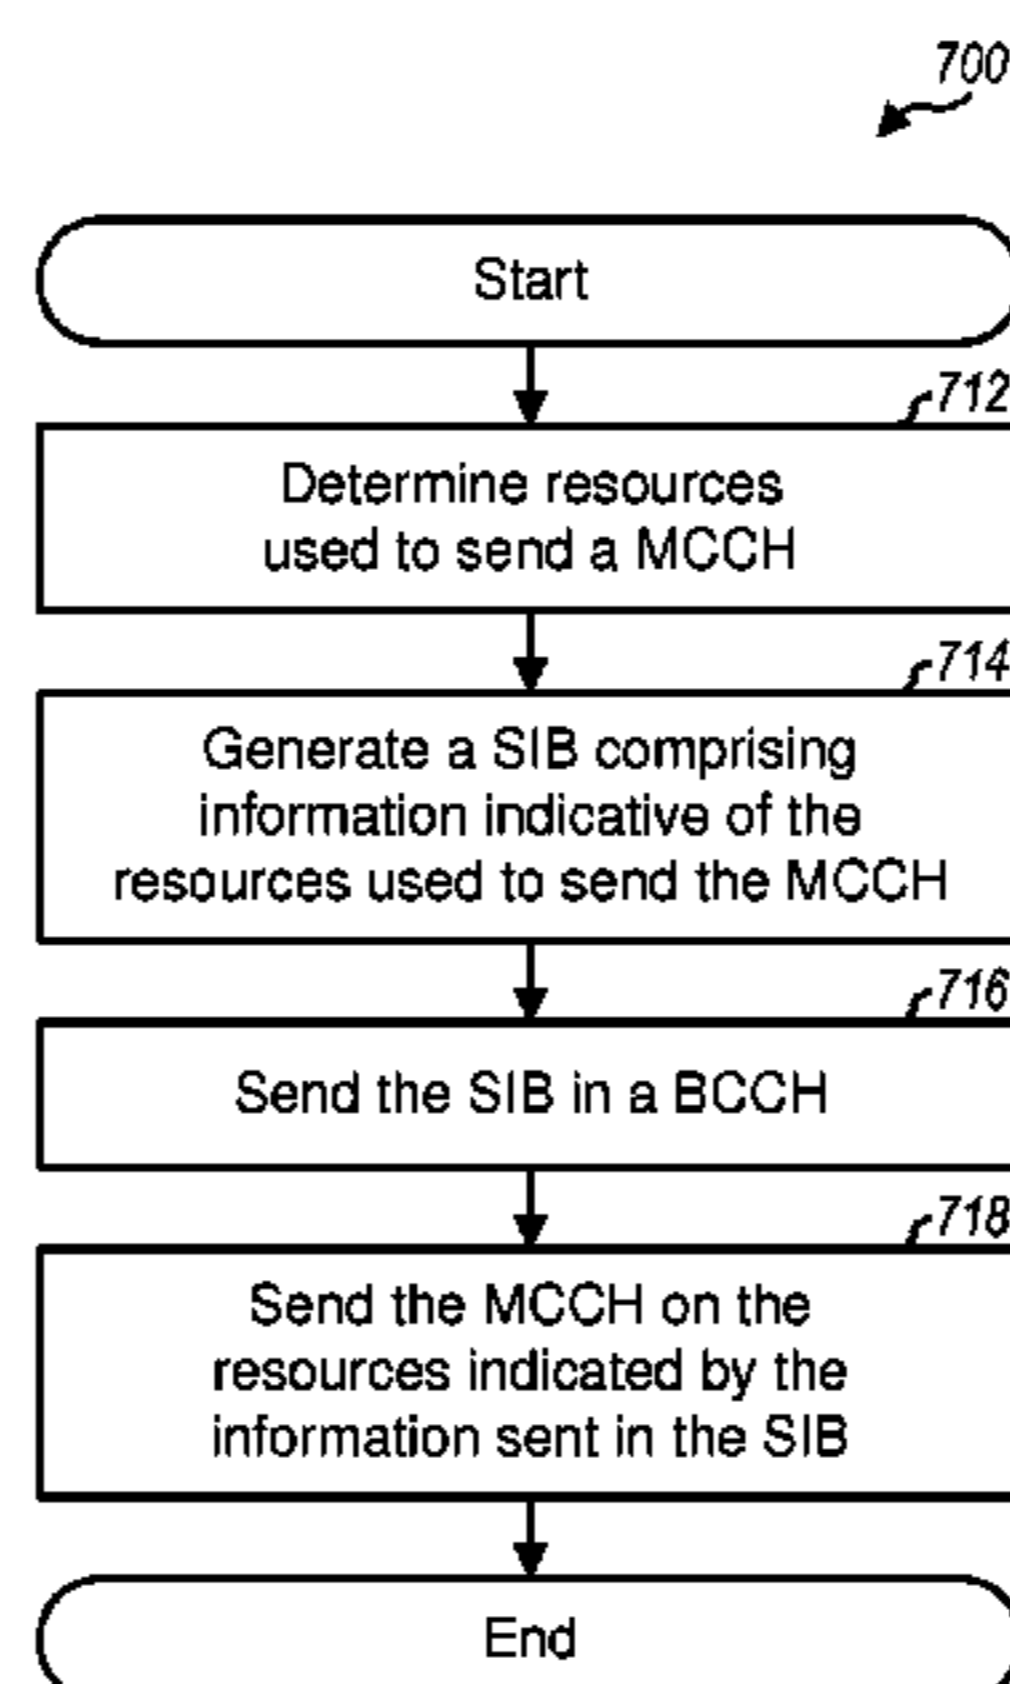 700
Start
712
Determine resources
used to send a MCCH
714
Generate a SIB comprising
information indicative of the
resources used to send the MCCH
716
Send the SIB in a BCCH
718
Send the MCCH on the
resources indicated by the
information sent in the SIB
End